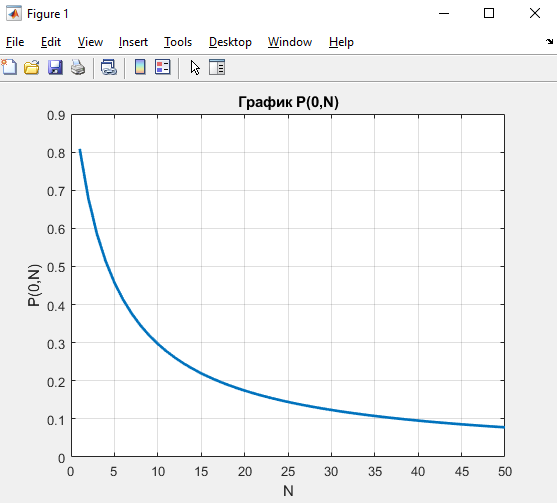 Figure 1
File Edit View Insert Tools Desktop Window Help
График P(0,N)
0.9
0.8
0.7
0.6
0.5
0.4
0.3
0.2
0.1
0
P(0,N)
0 5 10 15 20 25 30 35 40 45 50
N